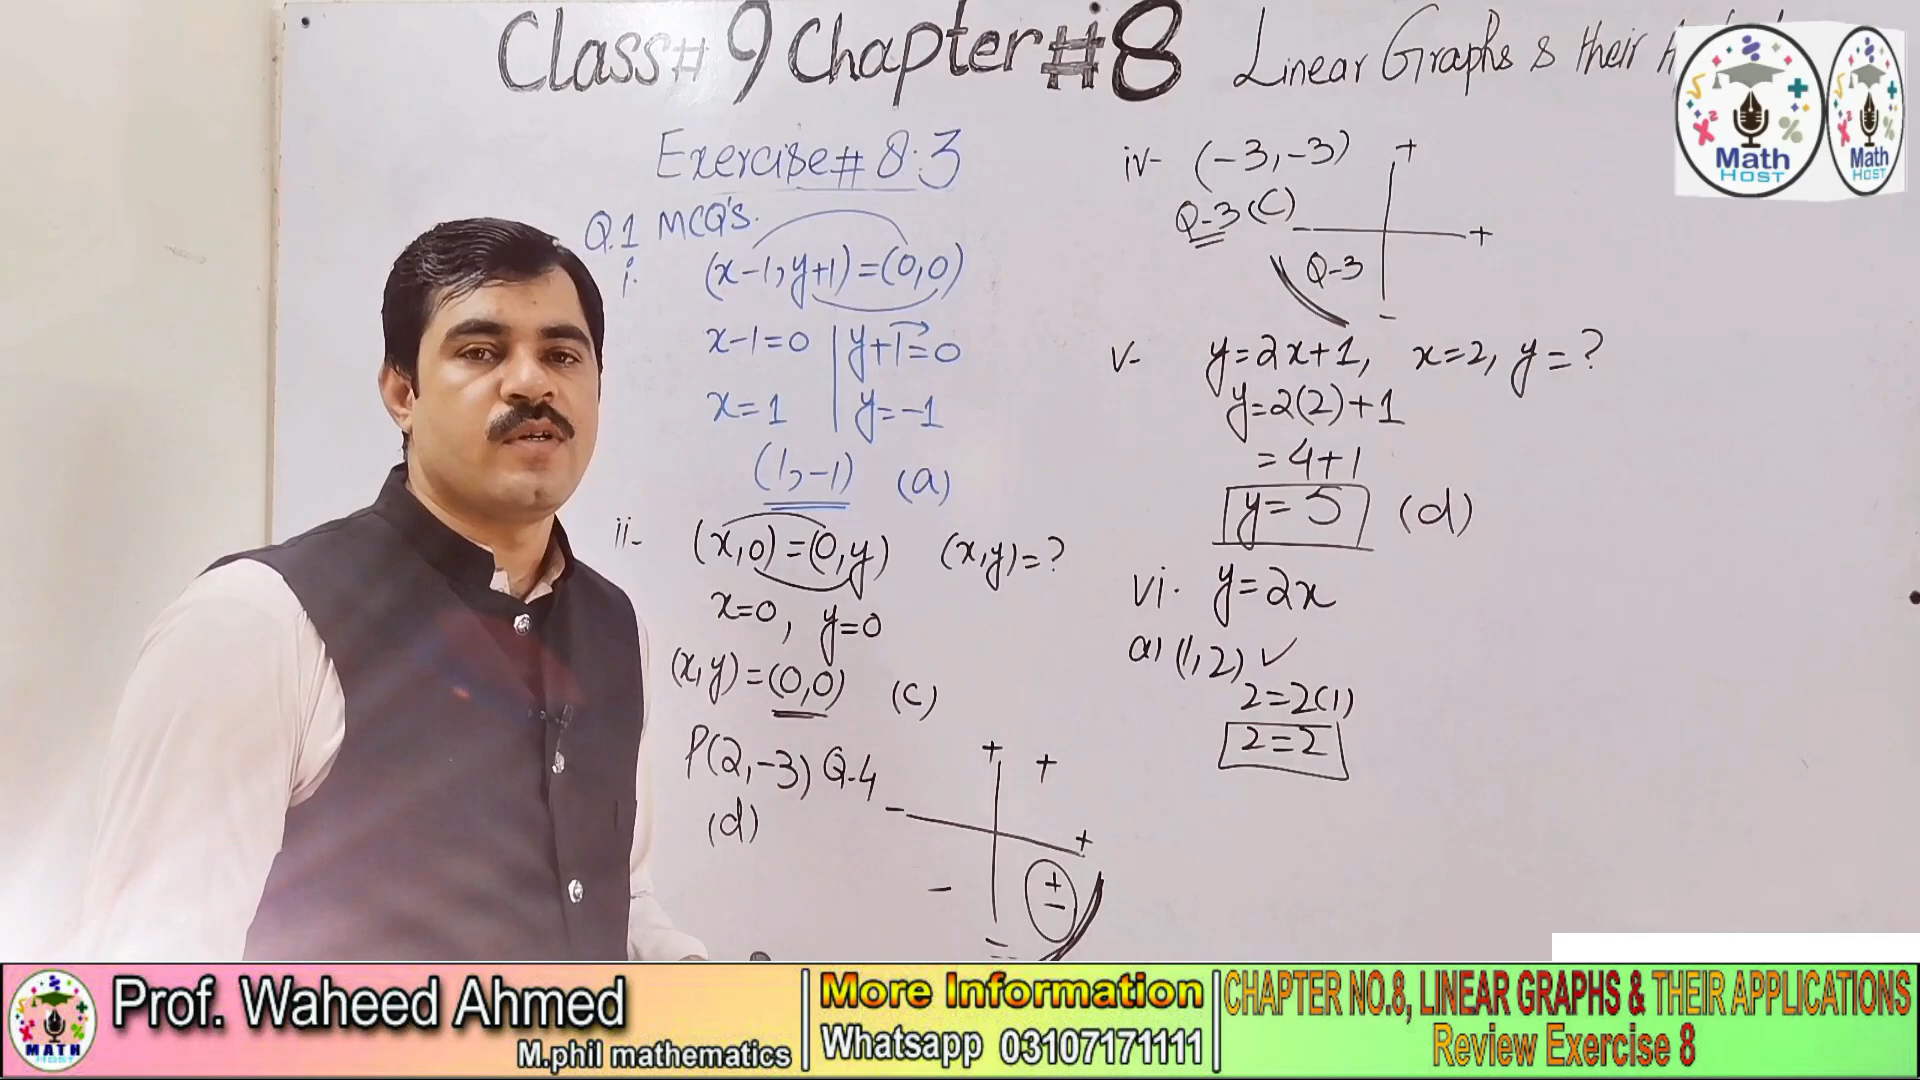 Class# 9 Chapter #8 Linear Graphs & their
Exercise# 8.3
Q.1 MCQ'S.
i. (x-1, y+1) = (0,0)
x-1=0 | y+1=0
x=1 | y=-1
(1,-1) (a)
ii- (x,0) = (0,y) (x,y)=?
x=0, y=0
(x,y) = (0,0) (c)
P(2,-3) Q-4
(d)
+ +
- +
- +
-
iv- (-3,-3) +
Q-3 (C) - +
Q-3
-
v- y=2x+1, x=2, y=?
y=2(2)+1
= 4+1
y= 5 (d)
vi. y=2x
a) (1,2) ✓
2=2(1)
2=2
Math
HOST
Math
HOST
MATH
HOST
Prof. Waheed Ahmed
M.phil mathematics
More Information
Whatsapp 03107171111
CHAPTER NO.8, LINEAR GRAPHS & THEIR APPLICATIONS
Review Exercise 8